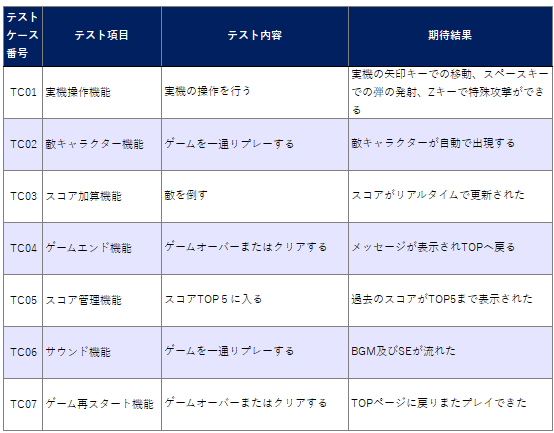 テスト
ケース
番号
テスト項目
テスト内容
期待結果
TC01
実機操作機能
実機の操作を行う
実機の矢印キーでの移動、スペースキー
での弾の発射、Zキーで特殊攻撃ができ
る
TC02
敵キャラクター機能
ゲームを一通りプレーする
敵キャラクターが自動で出現する
TC03
スコア加算機能
敵を倒す
スコアがリアルタイムで更新された
TC04
ゲームエンド機能
ゲームオーバーまたはクリアする
メッセージが表示されTOPへ戻る
TC05
スコア管理機能
スコアTOP５に入る
過去のスコアがTOP5まで表示された
TC06
サウンド機能
ゲームを一通りプレーする
BGM及びSEが流れた
TC07
ゲーム再スタート機能
ゲームオーバーまたはクリアする
TOPページに戻りまたプレイできた